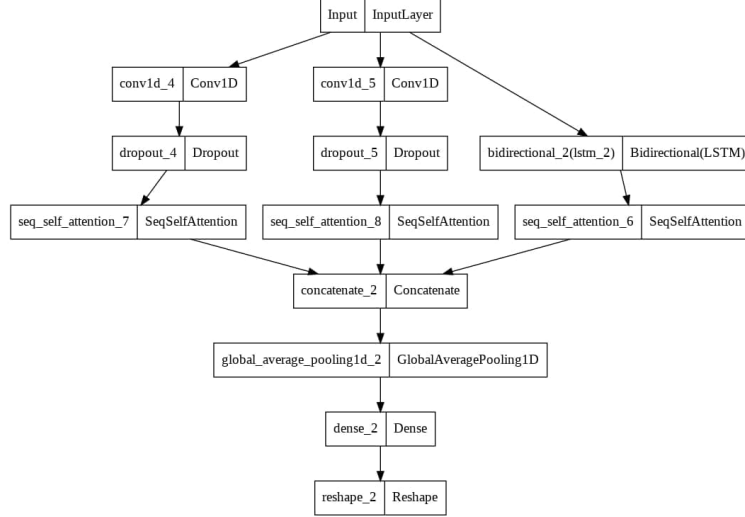 Input InputLayer
conv1d_4 Conv1D
conv1d_5 Conv1D
dropout_4 Dropout
dropout_5 Dropout
bidirectional_2(lstm_2) Bidirectional(LSTM)
seq_self_attention_7 SeqSelfAttention
seq_self_attention_8 SeqSelfAttention
seq_self_attention_6 SeqSelfAttention
concatenate_2 Concatenate
global_average_pooling1d_2 GlobalAveragePooling1D
dense_2 Dense
reshape_2 Reshape